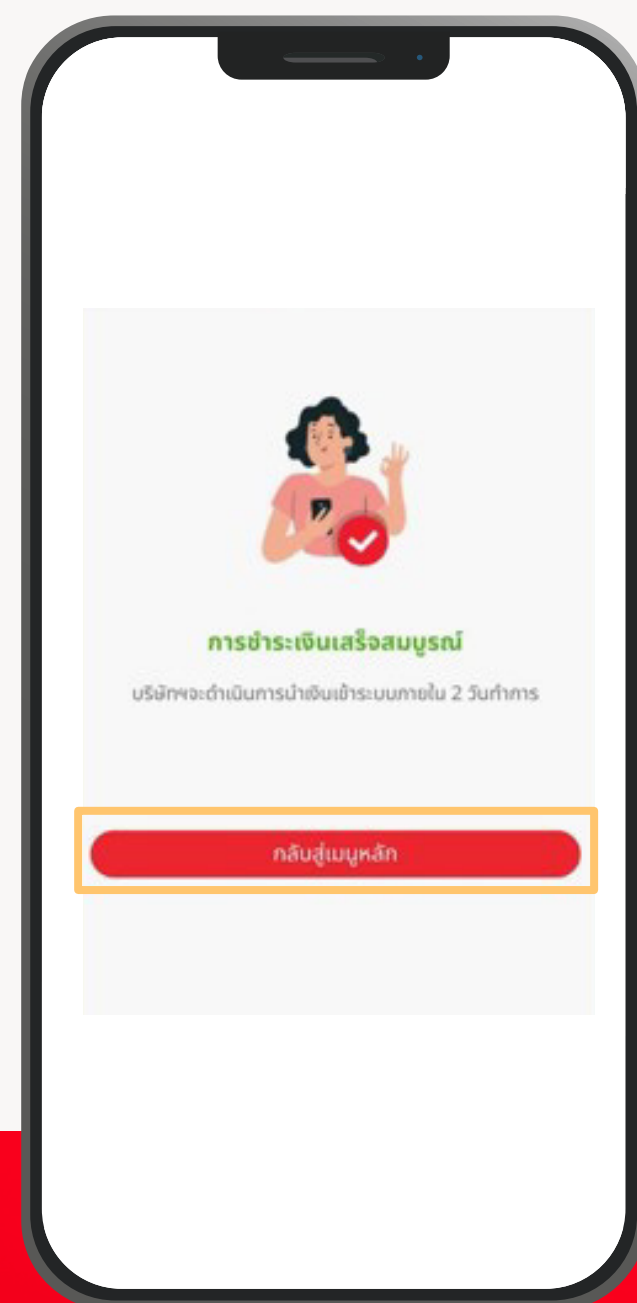 การชำระเงินเสร็จสมบูรณ์
บริษัทฯจะดำเนินการนำเงินเข้าระบบภายใน 2 วันทำการ
กลับสู่เมนูหลัก